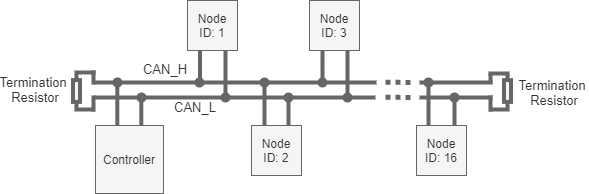 Node
ID: 1
Node
ID: 3
CAN_H
Termination
Resistor
Termination
Resistor
CAN_L
Controller
Node
ID: 2
Node
ID: 16